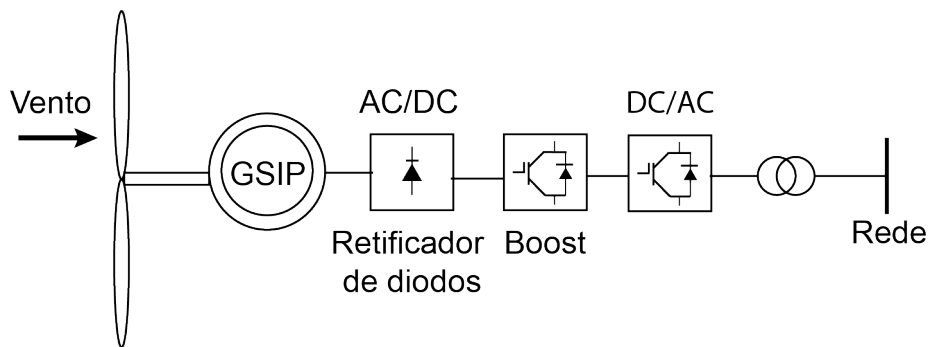 Vento
GSIP
AC/DC
Retificador
de diodos
Boost
DC/AC
Rede